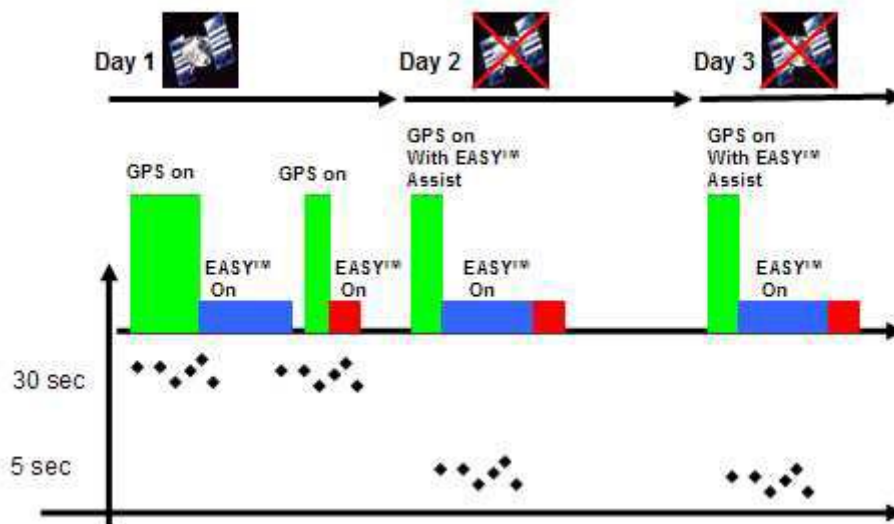 Day 1
Day 2
Day 3
GPS on
GPS on
GPS on
With EASY™
Assist
GPS on
With EASY™
Assist
EASY™
On
EASY™
On
EASY™
On
EASY™
On
30 sec
5 sec